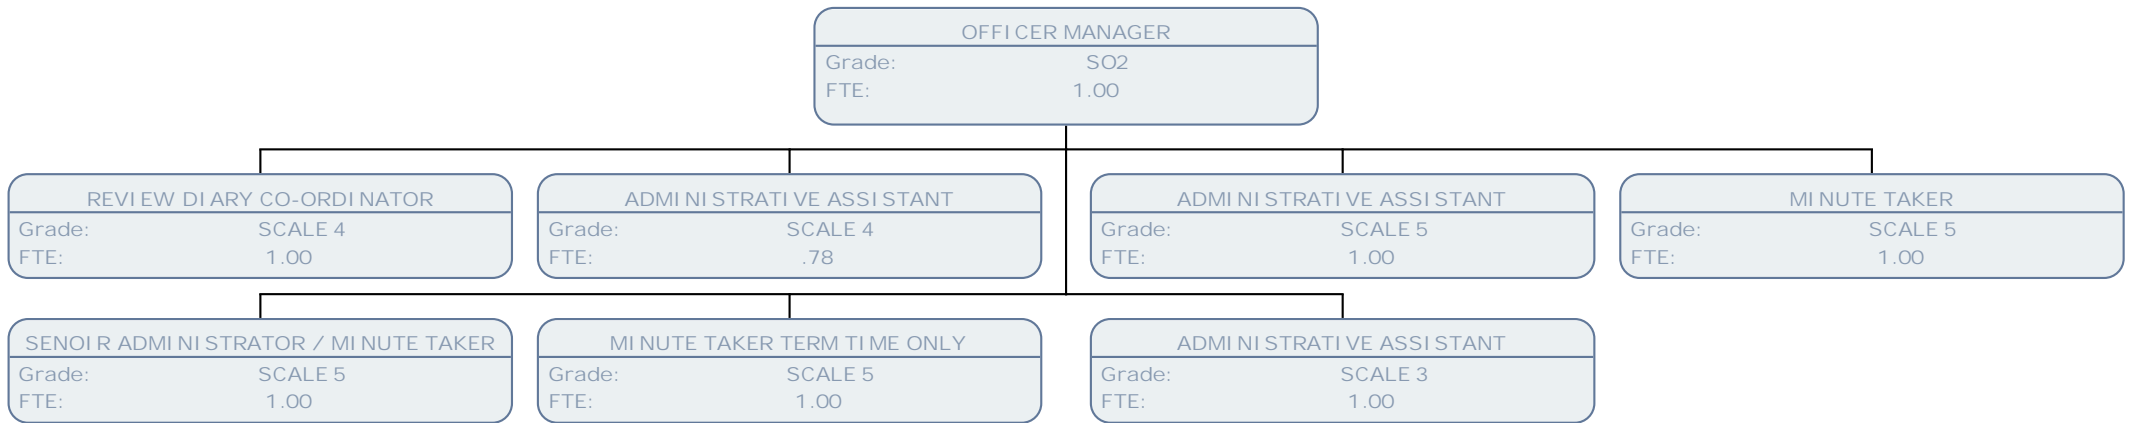 OFFICER MANAGER
Grade: SO2
FTE: 1.00
REVIEW DIARY CO-ORDINATOR
Grade: SCALE 4
FTE: 1.00
ADMINISTRATIVE ASSISTANT
Grade: SCALE 4
FTE: .78
ADMINISTRATIVE ASSISTANT
Grade: SCALE 5
FTE: 1.00
MINUTE TAKER
Grade: SCALE 5
FTE: 1.00
SENOIR ADMINISTRATOR / MINUTE TAKER
Grade: SCALE 5
FTE: 1.00
MINUTE TAKER TERM TIME ONLY
Grade: SCALE 5
FTE: 1.00
ADMINISTRATIVE ASSISTANT
Grade: SCALE 3
FTE: 1.00